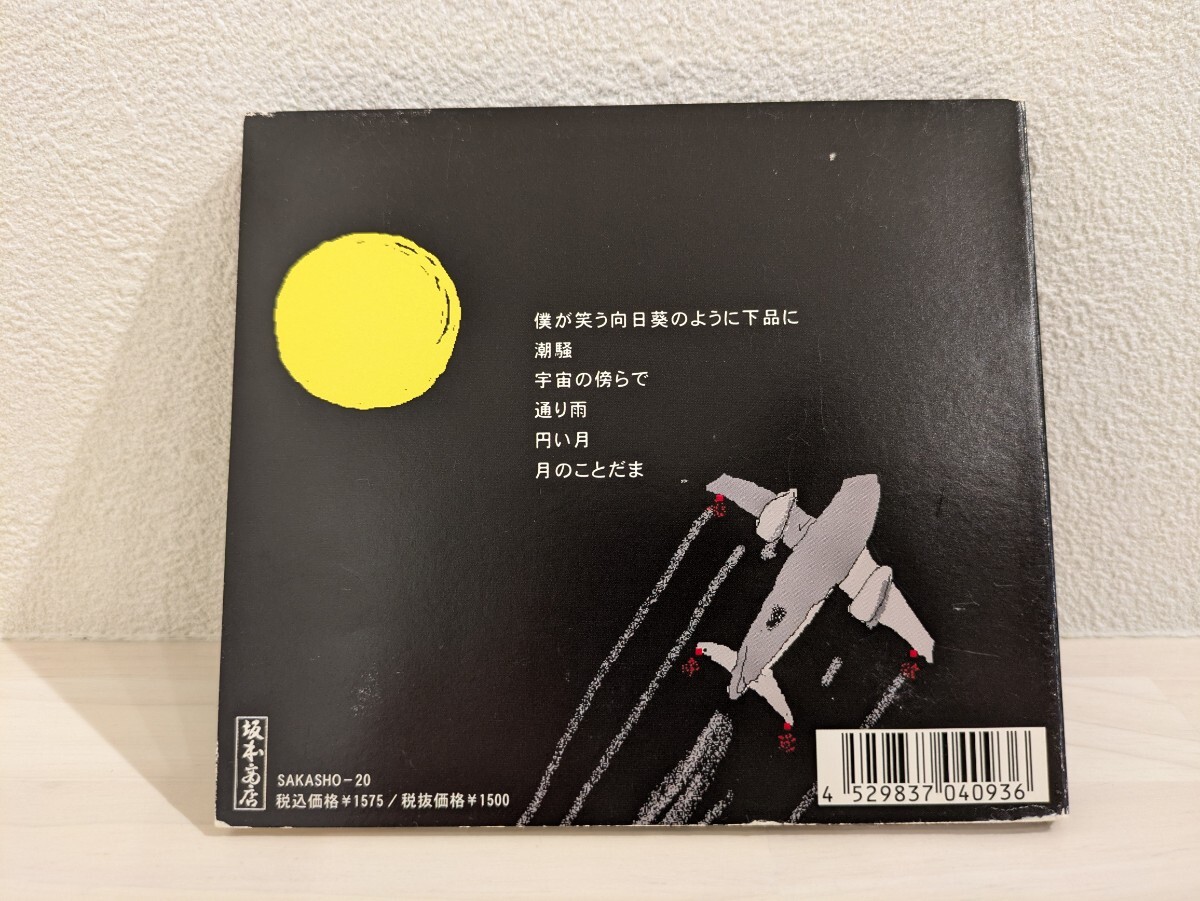 僕が笑う向日葵のように下品に
潮騒
宇宙の傍らで
通り雨
円い月
月のことだま
坂本商店
SAKASHO-20
税込価格¥1575/税抜価格¥1500
4 529837 040936